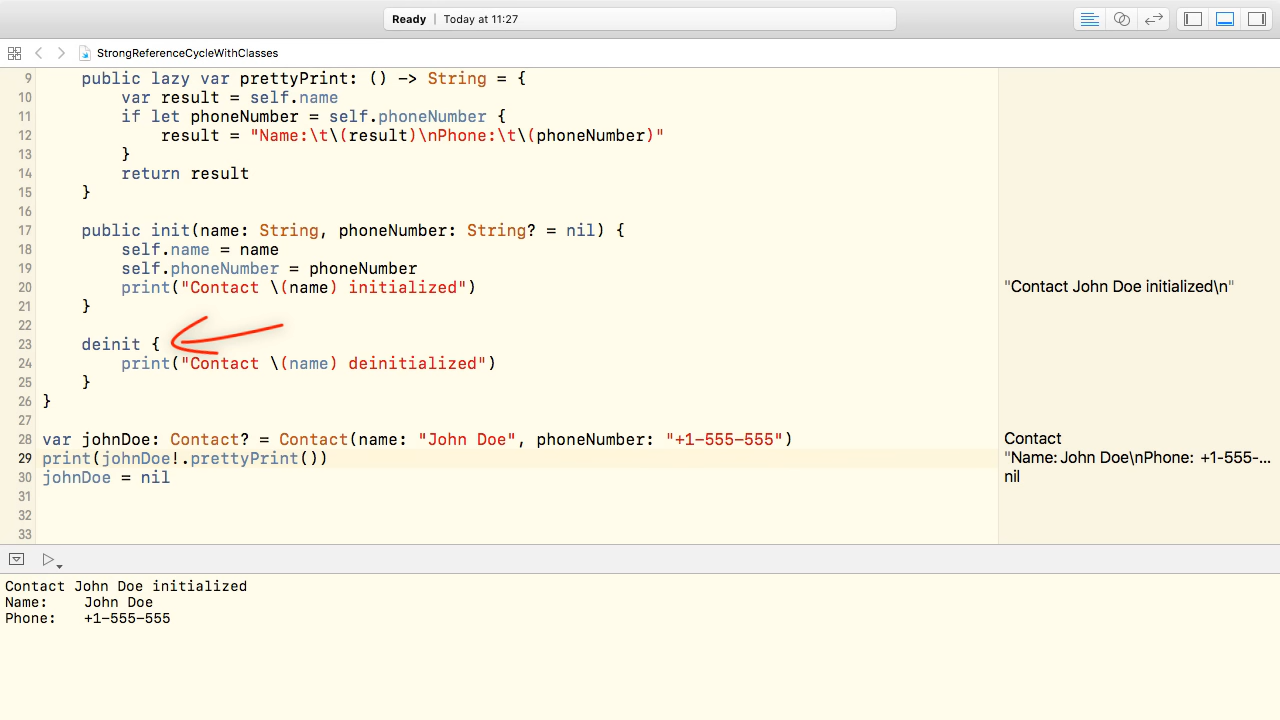 Ready | Today at 11:27
StrongReferenceCycleWithClasses
9 public lazy var prettyPrint: () -> String = {
10 var result = self.name
11 if let phoneNumber = self.phoneNumber {
12 result = "Name:\t\(result)\nPhone:\t\(phoneNumber)"
13 }
14 return result
15 }
16
17 public init(name: String, phoneNumber: String? = nil) {
18 self.name = name
19 self.phoneNumber = phoneNumber
20 print("Contact \(name) initialized") "Contact John Doe initialized\n"
21 }
22
23 deinit {
24 print("Contact \(name) deinitialized")
25 }
26 }
27
28 var johnDoe: Contact? = Contact(name: "John Doe", phoneNumber: "+1-555-555") Contact
29 print(johnDoe!.prettyPrint()) "Name: John Doe\nPhone: +1-555-...
30 johnDoe = nil nil
31
32
33
Contact John Doe initialized
Name: John Doe
Phone: +1-555-555